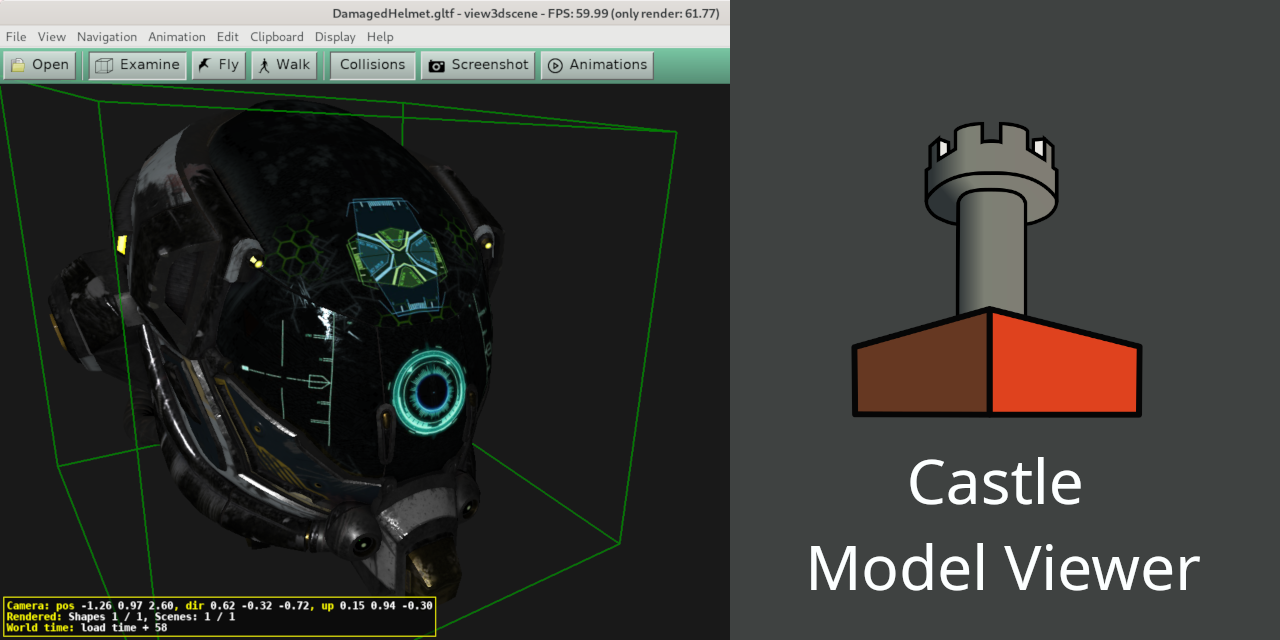 DamagedHelmet.gltf - view3dscene - FPS: 59.99 (only render: 61.77)
File View Navigation Animation Edit Clipboard Display Help
Open Examine Fly Walk Collisions Screenshot Animations
Camera: pos -1.26 0.97 2.60, dir 0.62 -0.32 -0.72, up 0.15 0.94 -0.30
Rendered: Shapes 1 / 1, Scenes: 1 / 1
World time: load time + 58
Castle
Model Viewer